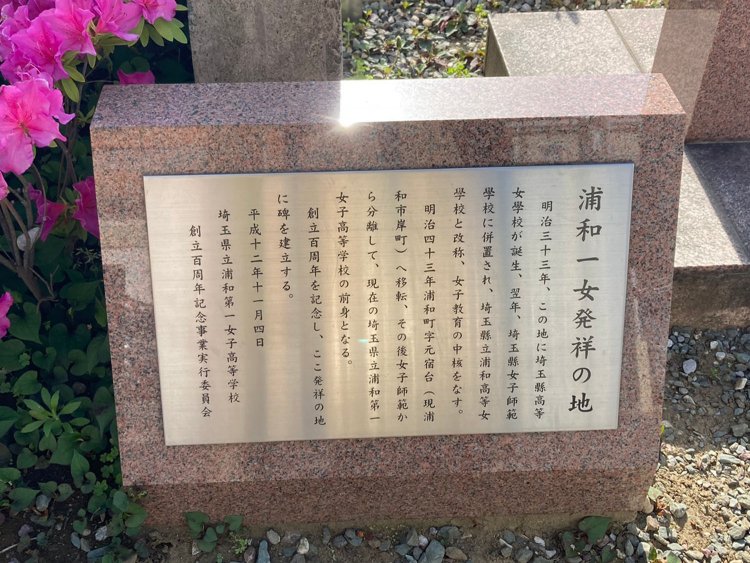 浦和一女発祥の地
明治三十三年、この地に埼玉縣高等
女學校が誕生、翌年、埼玉縣女子師範
學校に併置され、埼玉縣立浦和高等女
學校と改称、女子教育の中核をなす。
明治四十三年浦和町字元宿台（現浦
和市岸町）へ移転、その後女子師範か
ら分離して、現在の埼玉県立浦和第一
女子高等学校の前身となる。
創立百周年を記念し、ここ発祥の地
に碑を建立する。
平成十二年十一月四日
埼玉県立浦和第一女子高等学校
創立百周年記念事業実行委員会